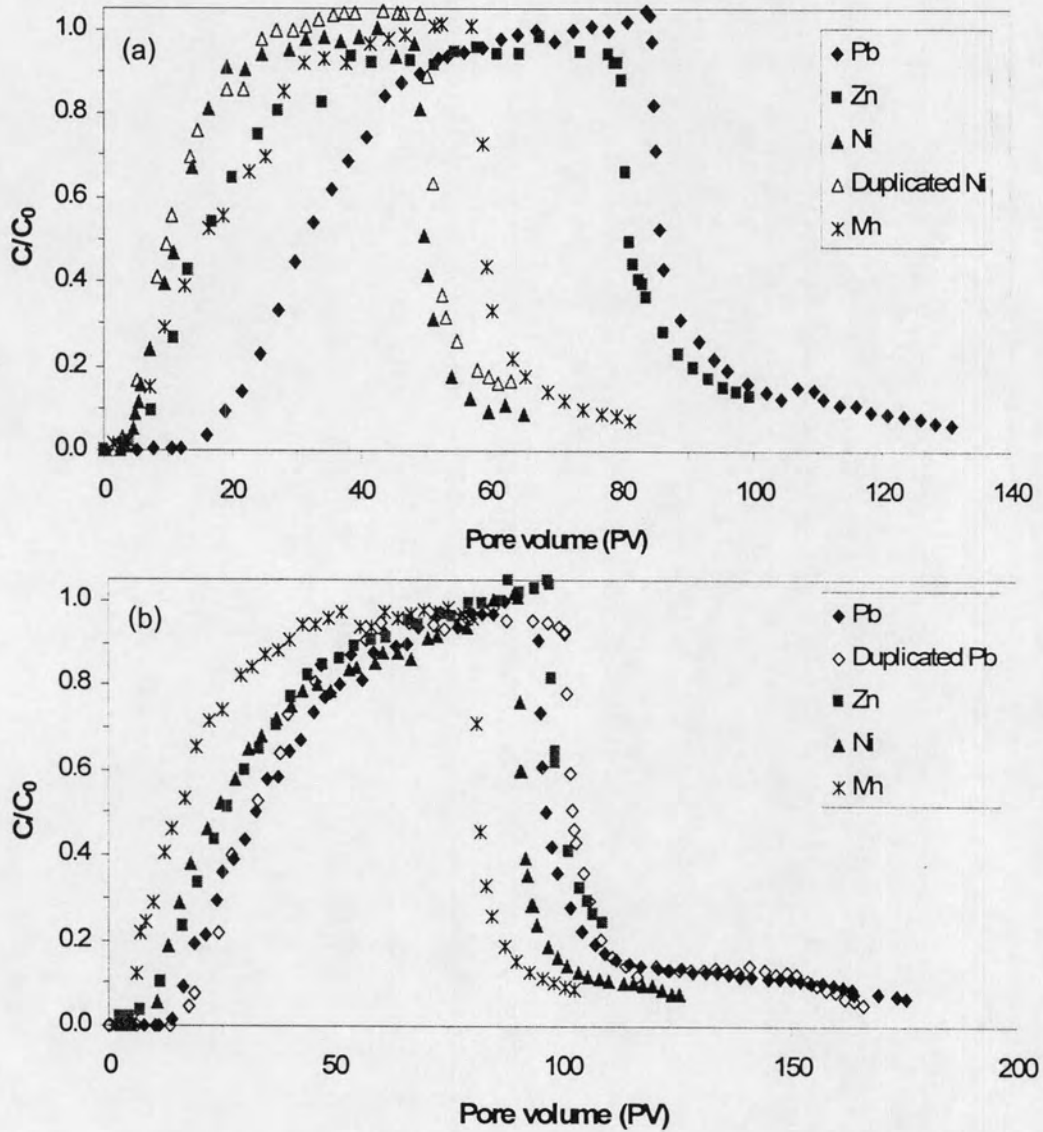 (a)
1.0
0.8
0.6
0.4
0.2
0.0
C/C₀
0
20
40
60
80
100
120
140
Pore volume (PV)
Pb
Zn
Ni
Duplicated Ni
Mn
(b)
1.0
0.8
0.6
0.4
0.2
0.0
C/C₀
0
50
100
150
200
Pore volume (PV)
Pb
Duplicated Pb
Zn
Ni
Mn